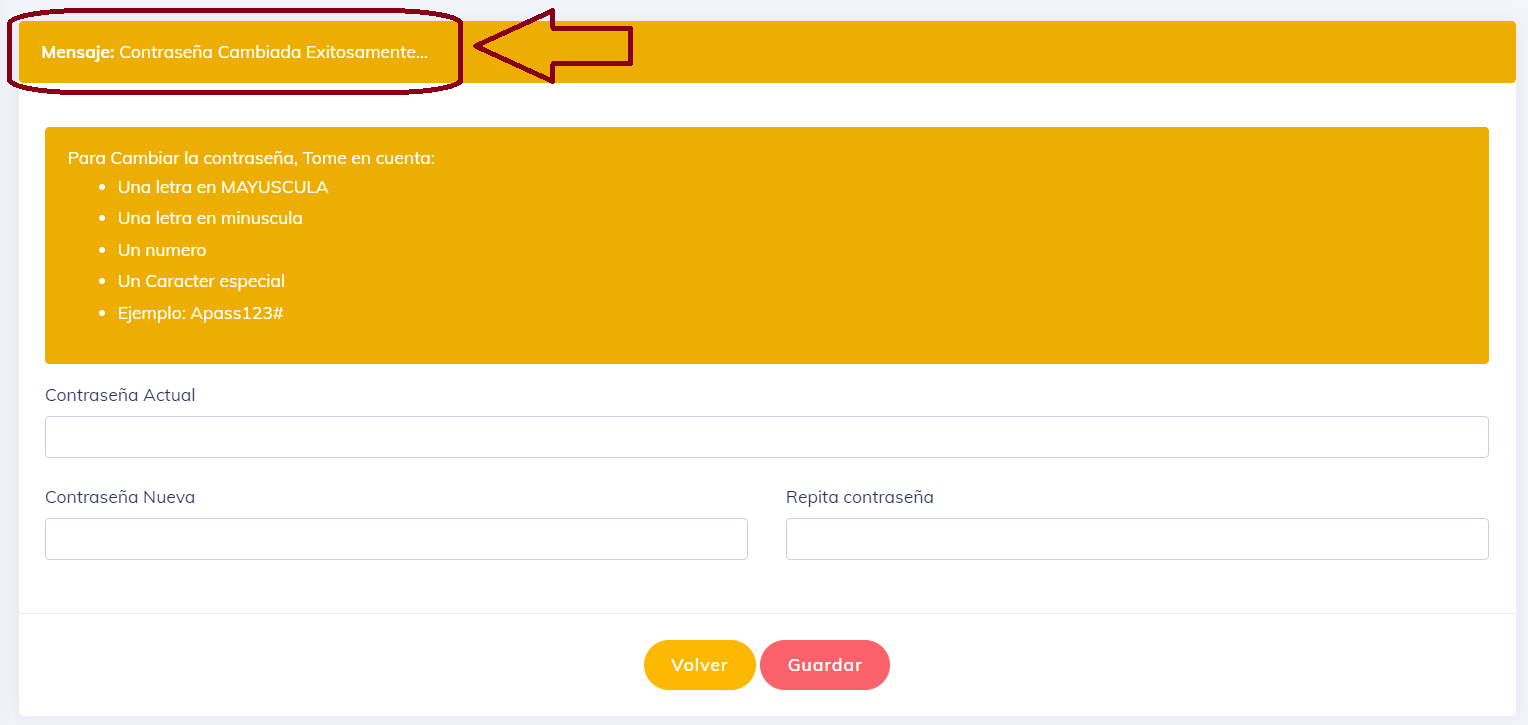 Mensaje: Contraseña Cambiada Exitosamente...
Para Cambiar la contraseña, Tome en cuenta:
Una letra en MAYUSCULA
Una letra en minuscula
Un numero
Un Caracter especial
Ejemplo: Apass123#
Contraseña Actual
Contraseña Nueva
Repita contraseña
Volver
Guardar